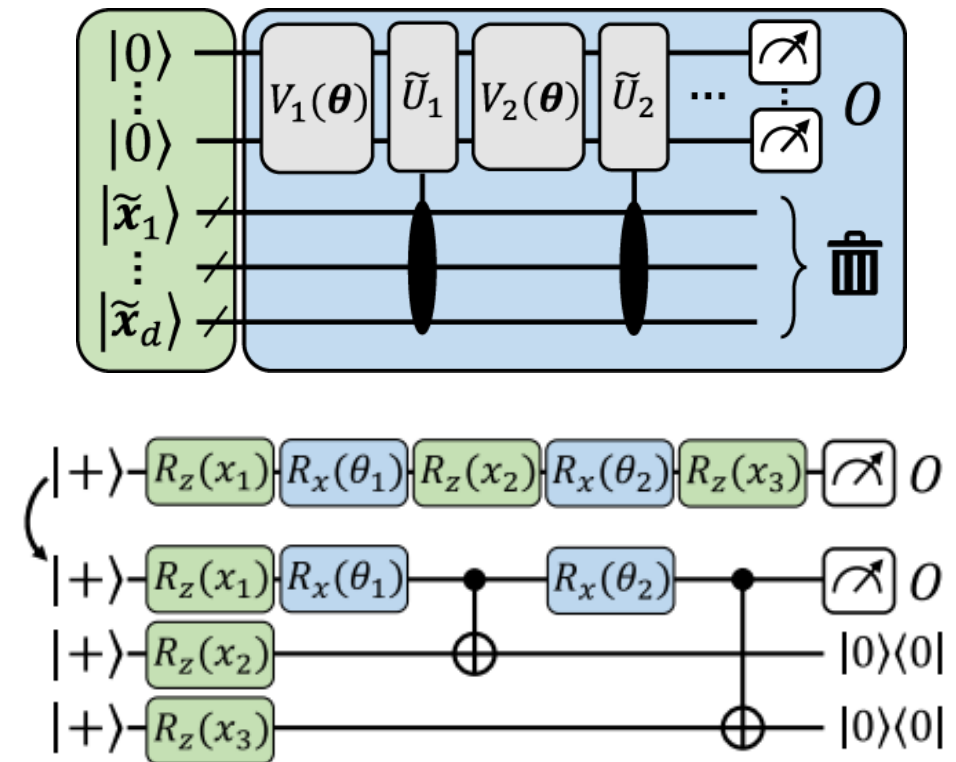 |0⟩ V₁(θ) Ũ₁ V₂(θ) Ũ₂ ⋯ O
⋮ ⋮
|0⟩
|x̃₁⟩
⋮
|x̃_d⟩
|+⟩ R_z(x₁) R_x(θ₁) R_z(x₂) R_x(θ₂) R_z(x₃) O
|+⟩ R_z(x₁) R_x(θ₁) R_x(θ₂) O
|+⟩ R_z(x₂) |0⟩⟨0|
|+⟩ R_z(x₃) |0⟩⟨0|